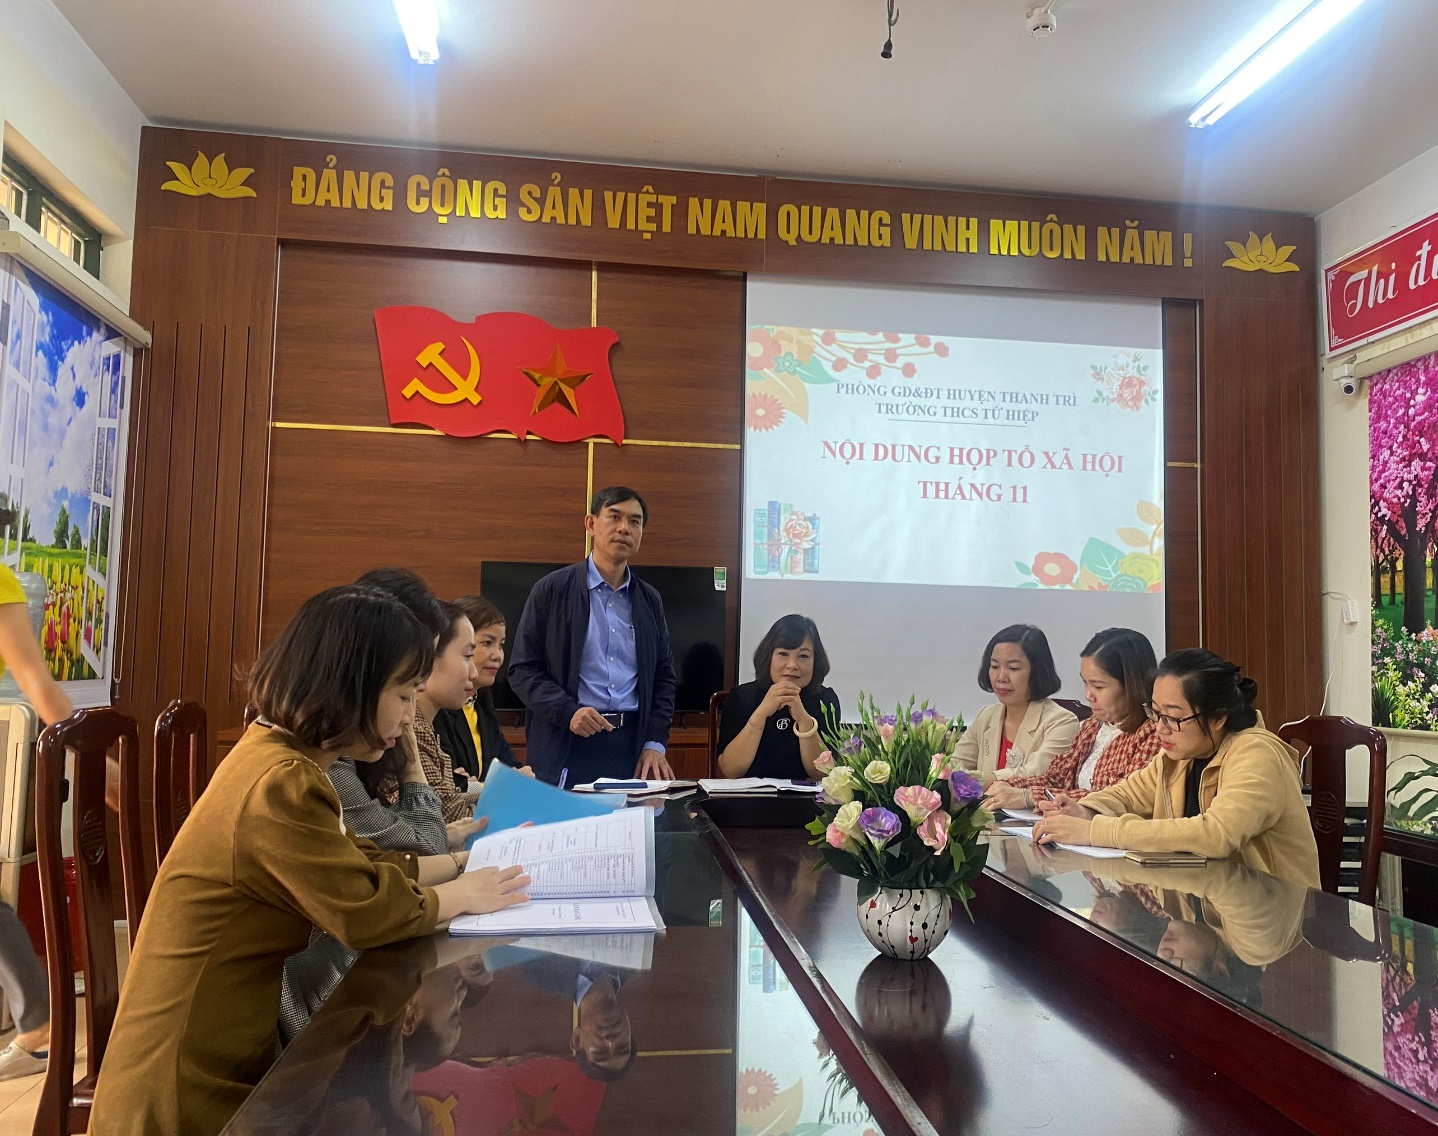 ĐẢNG CỘNG SẢN VIỆT NAM QUANG VINH MUÔN NĂM !
Thi đu
PHÒNG GD&ĐT HUYỆN THANH TRÌ
TRƯỜNG THCS TỨ HIỆP
NỘI DUNG HỌP TỔ XÃ HỘI
THÁNG 11